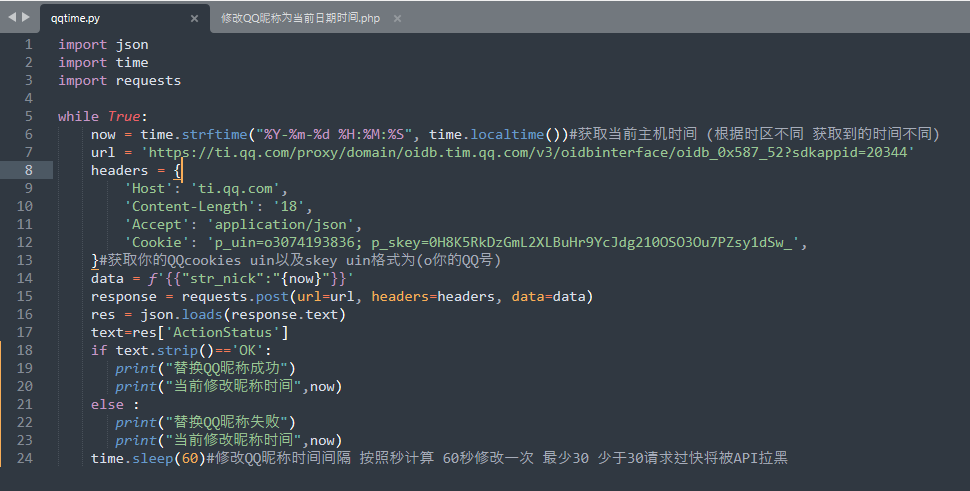 qqtime.py
修改QQ昵称为当前日期时间.php
1 import json
2 import time
3 import requests
4
5 while True:
6 now = time.strftime("%Y-%m-%d %H:%M:%S", time.localtime())#获取当前主机时间 (根据时区不同 获取到的时间不同)
7 url = 'https://ti.qq.com/proxy/domain/oidb.tim.qq.com/v3/oidbinterface/oidb_0x587_52?sdkappid=20344'
8 headers = {
9 'Host': 'ti.qq.com',
10 'Content-Length': '18',
11 'Accept': 'application/json',
12 'Cookie': 'p_uin=o3074193836; p_skey=0H8K5RkDzGmL2XLBuHr9YcJdg210OSO3Ou7PZsy1dSw_',
13 }#获取你的QQcookies uin以及skey uin格式为(o你的QQ号)
14 data = f'{{"str_nick":"{now}"}}'
15 response = requests.post(url=url, headers=headers, data=data)
16 res = json.loads(response.text)
17 text=res['ActionStatus']
18 if text.strip()=='OK':
19 print("替换QQ昵称成功")
20 print("当前修改昵称时间",now)
21 else :
22 print("替换QQ昵称失败")
23 print("当前修改昵称时间",now)
24 time.sleep(60)#修改QQ昵称时间间隔 按照秒计算 60秒修改一次 最少30 少于30请求过快将被API拉黑